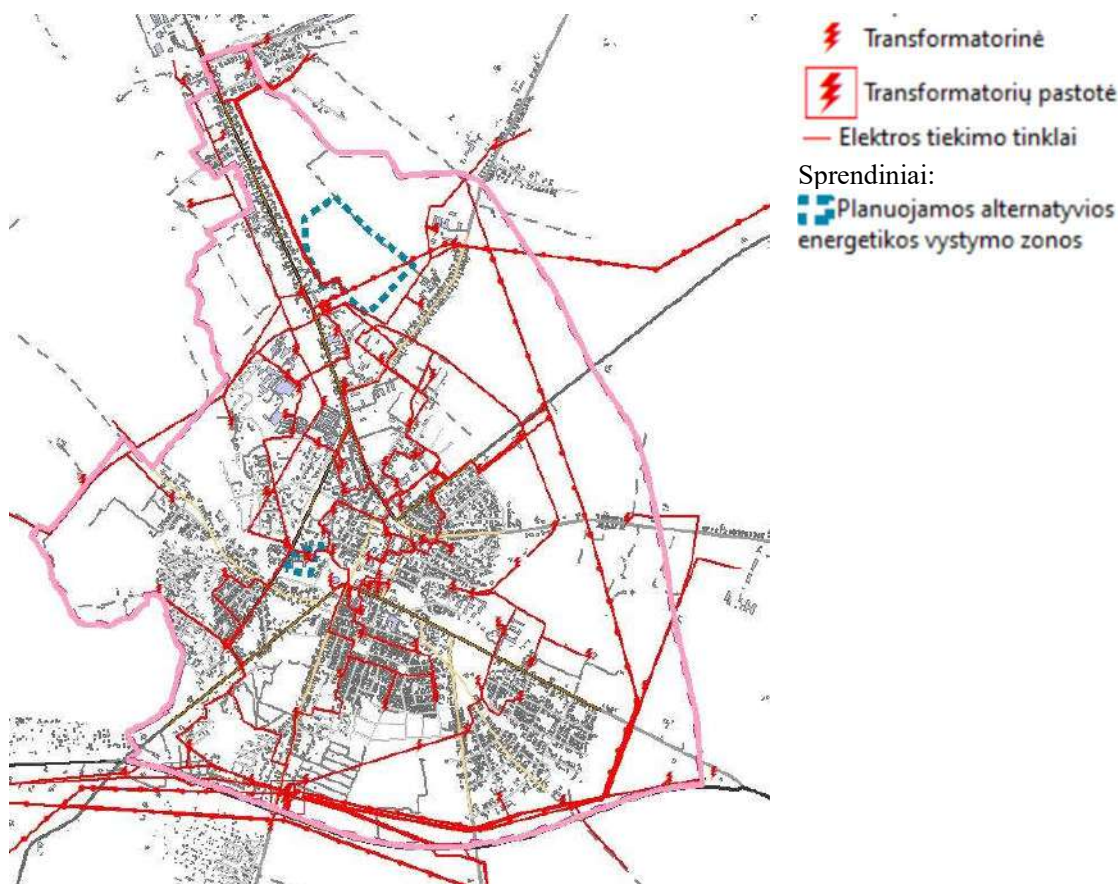 Transformatorinė
Transformatorių pastotė
Elektros tiekimo tinklai
Sprendiniai:
Planuojamos alternatyvios
energetikos vystymo zonos